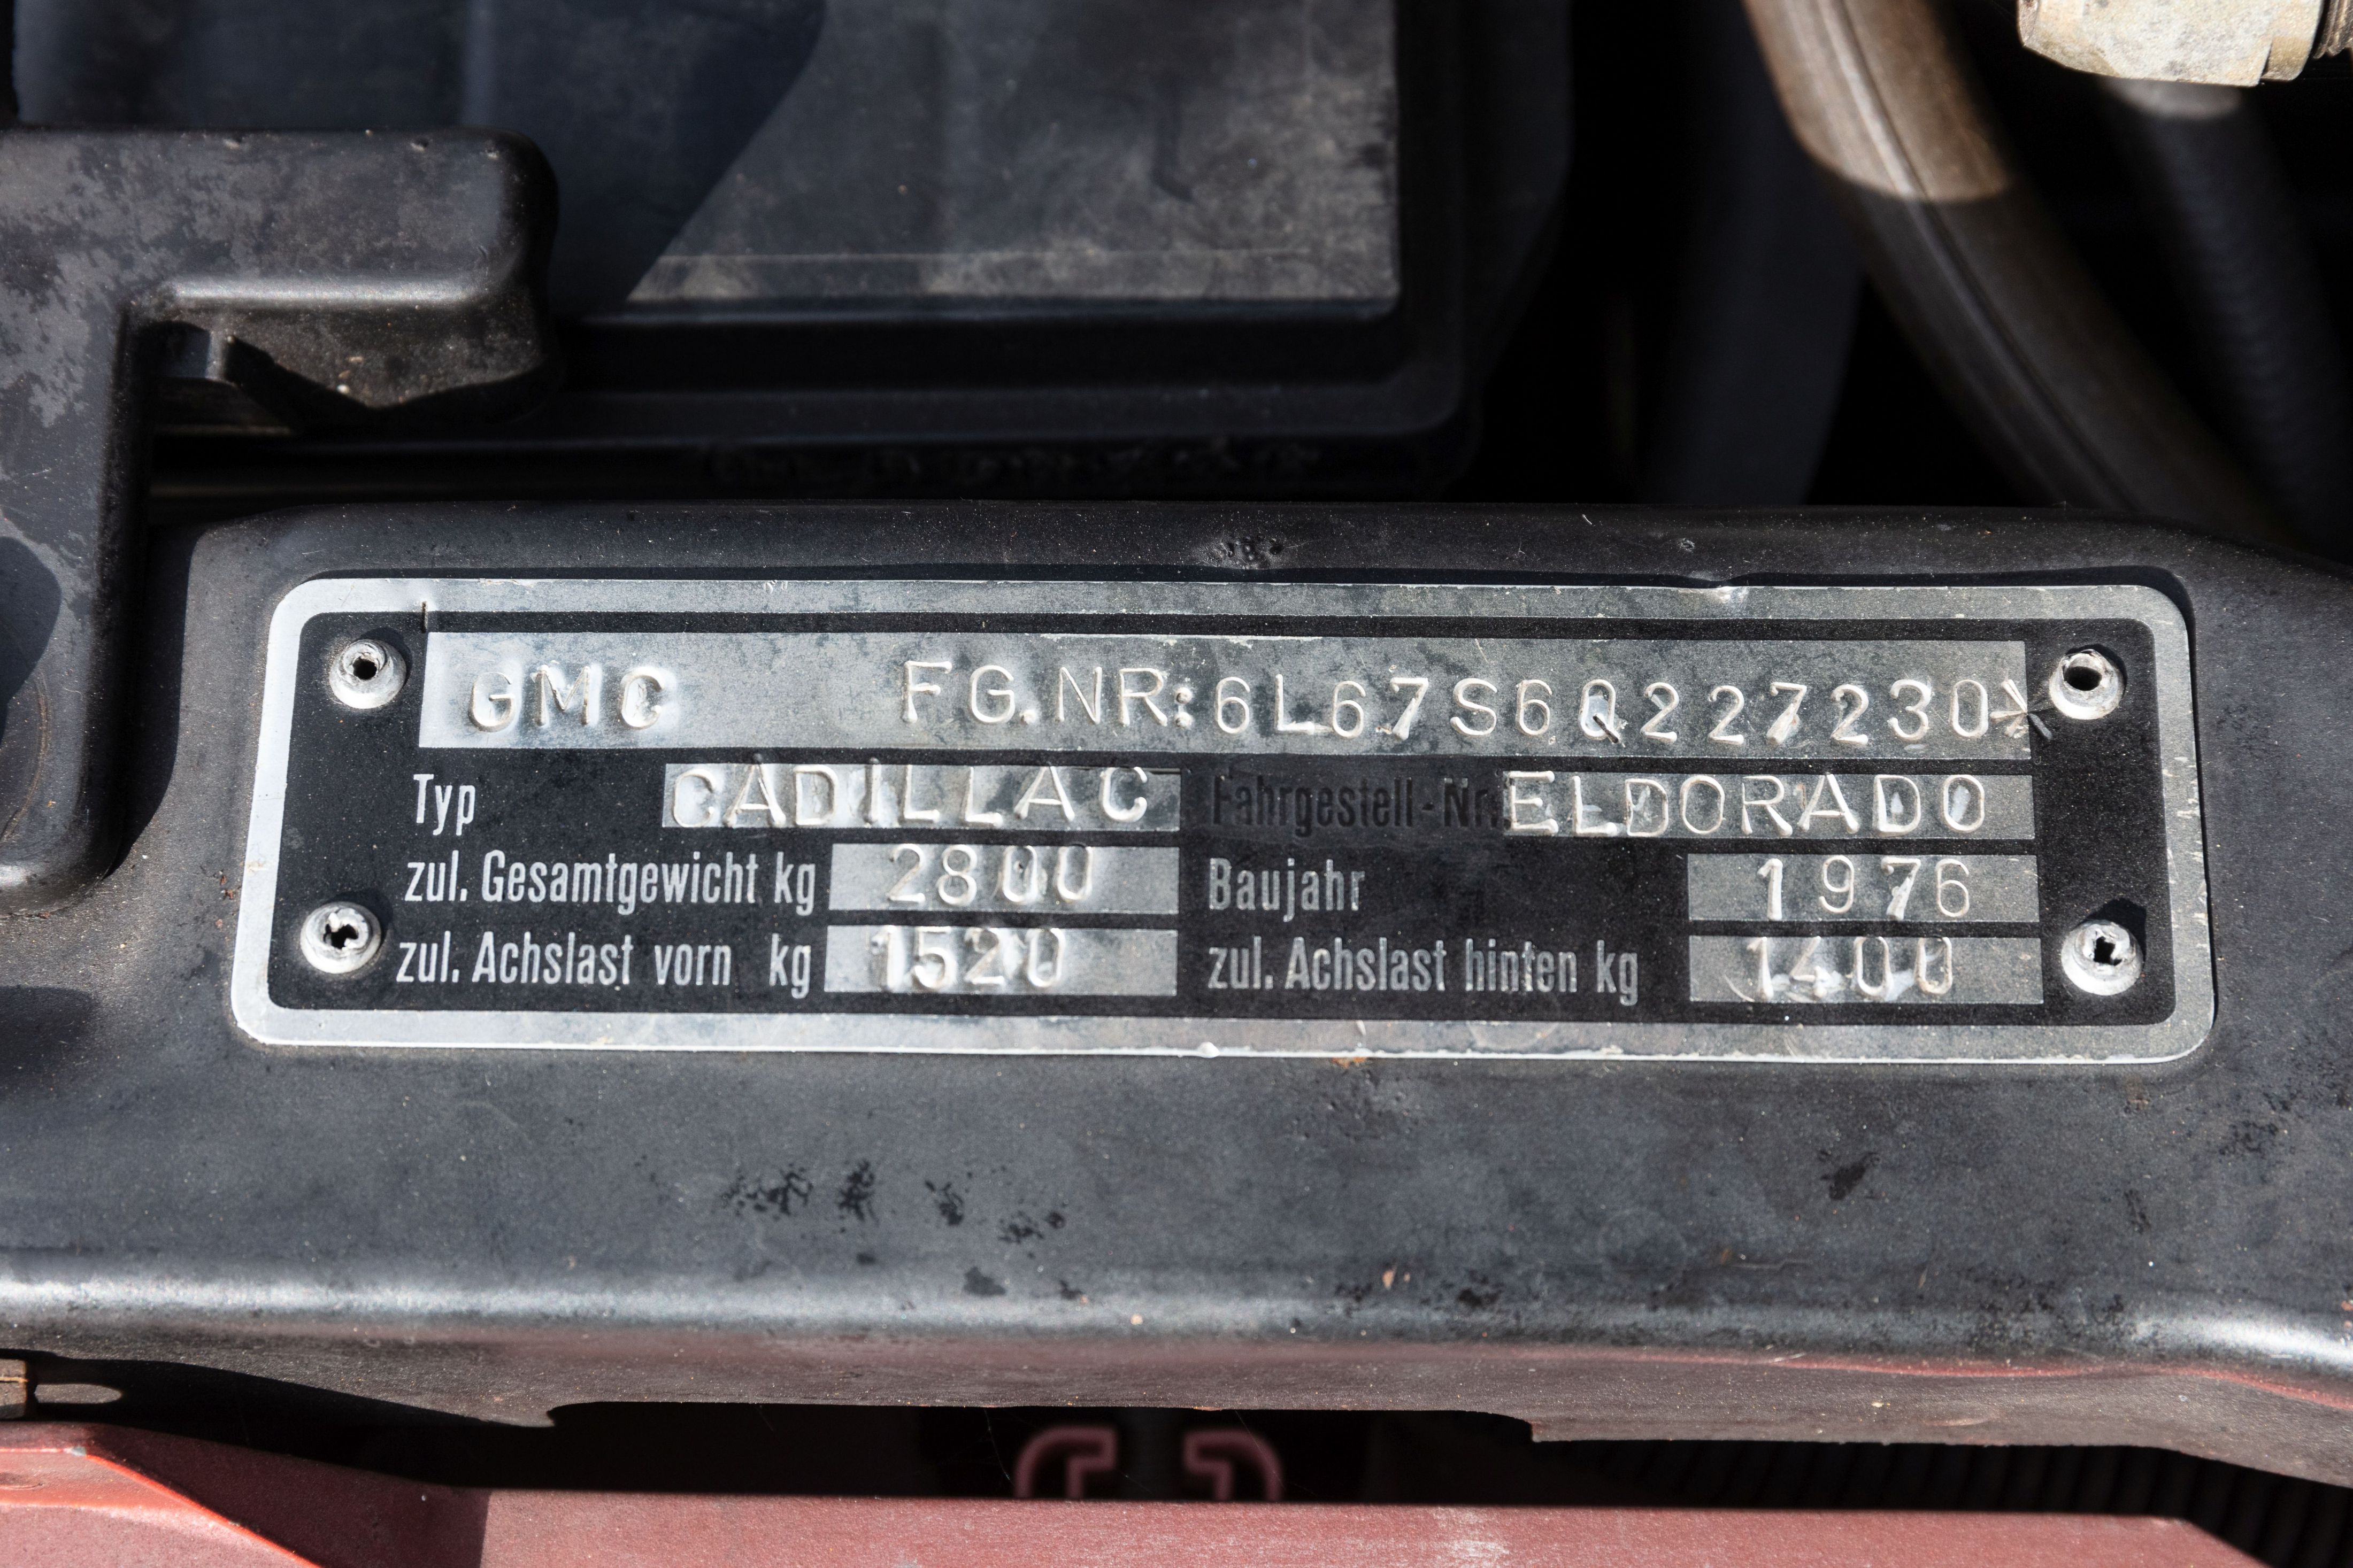 GMC FG.NR:6L67S6Q227230*
Typ CADILLAC Fahrgestell-Nr. ELDORADO
zul. Gesamtgewicht kg 2800 Baujahr 1976
zul. Achslast vorn kg 1520 zul. Achslast hinten kg 1400